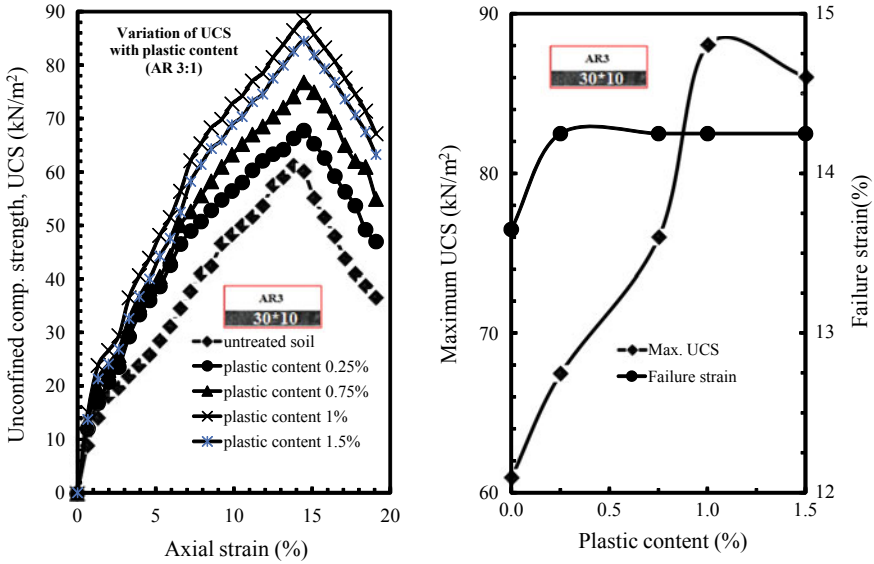 Variation of UCS
with plastic content
(AR 3:1)
Unconfined comp. strength, UCS (kN/m²)
90
80
70
60
50
40
30
20
10
0
AR3
30*10
untreated soil
plastic content 0.25%
plastic content 0.75%
plastic content 1%
plastic content 1.5%
0
5
10
15
20
Axial strain (%)
Maximum UCS (kN/m²)
90
80
70
60
AR3
30*10
Max. UCS
Failure strain
15
14
13
12
Failure strain(%)
0.0
0.5
1.0
1.5
Plastic content (%)